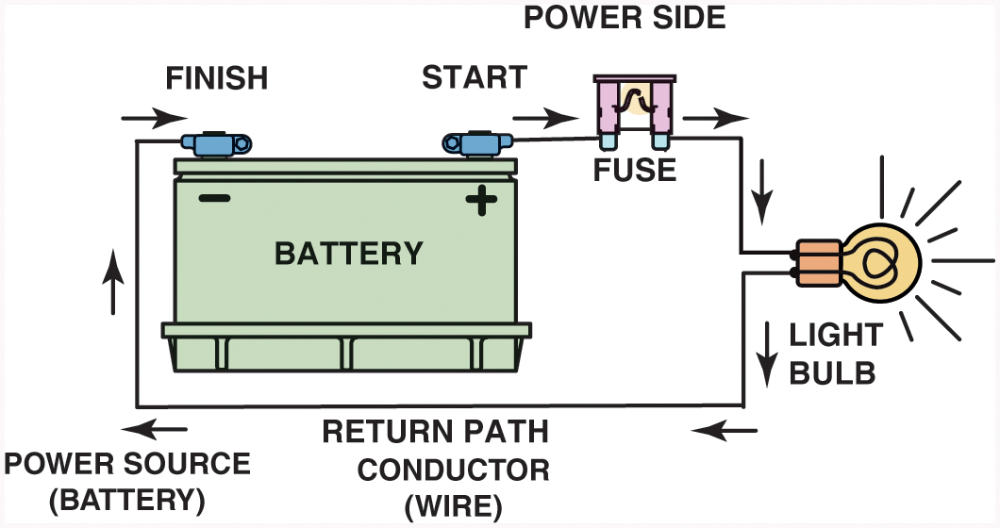 POWER SIDE
FINISH
START
FUSE
−
+
BATTERY
LIGHT
BULB
RETURN PATH
CONDUCTOR
(WIRE)
POWER SOURCE
(BATTERY)